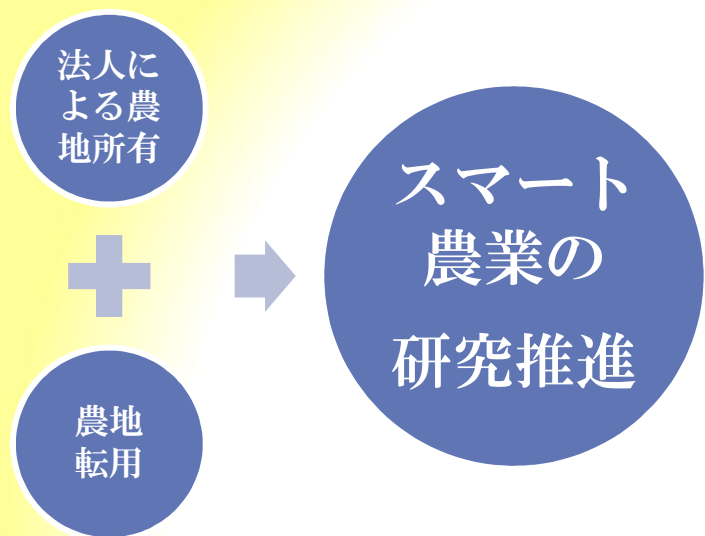 法人に
よる農
地所有
農地
転用
スマート
農業の
研究推進